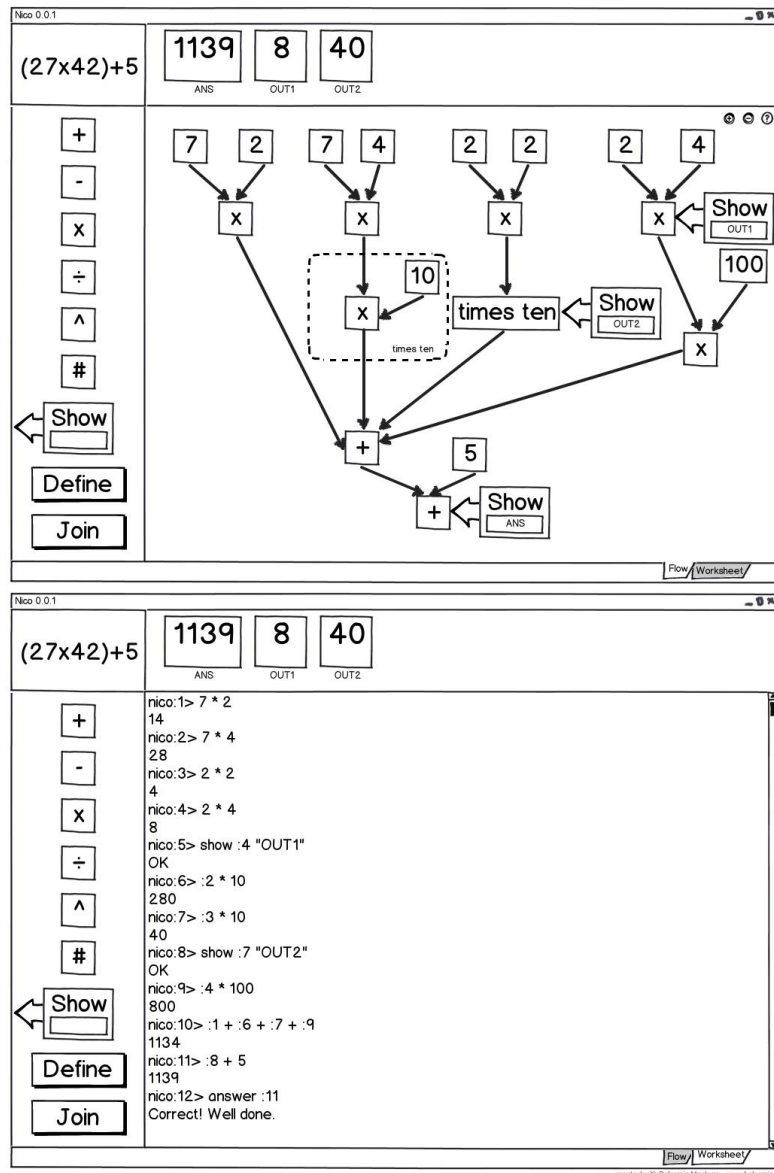 Nico 0.0.1
(27x42)+5
1139 8 40
ANS OUT1 OUT2
+
-
x
÷
^
#
Show
Define
Join
7 2 7 4 2 2 2 4
x x x x Show
OUT1
100
10
x times ten Show
OUT2
times ten
x
+
5
+ Show
ANS
Flow Worksheet
Nico 0.0.1
(27x42)+5
1139 8 40
ANS OUT1 OUT2
+
-
x
÷
^
#
Show
Define
Join
nico:1> 7 * 2
14
nico:2> 7 * 4
28
nico:3> 2 * 2
4
nico:4> 2 * 4
8
nico:5> show :4 "OUT1"
OK
nico:6> :2 * 10
280
nico:7> :3 * 10
40
nico:8> show :7 "OUT2"
OK
nico:9> :4 * 100
800
nico:10> :1 + :6 + :7 + :9
1134
nico:11> :8 + 5
1139
nico:12> answer :11
Correct! Well done.
Flow Worksheet